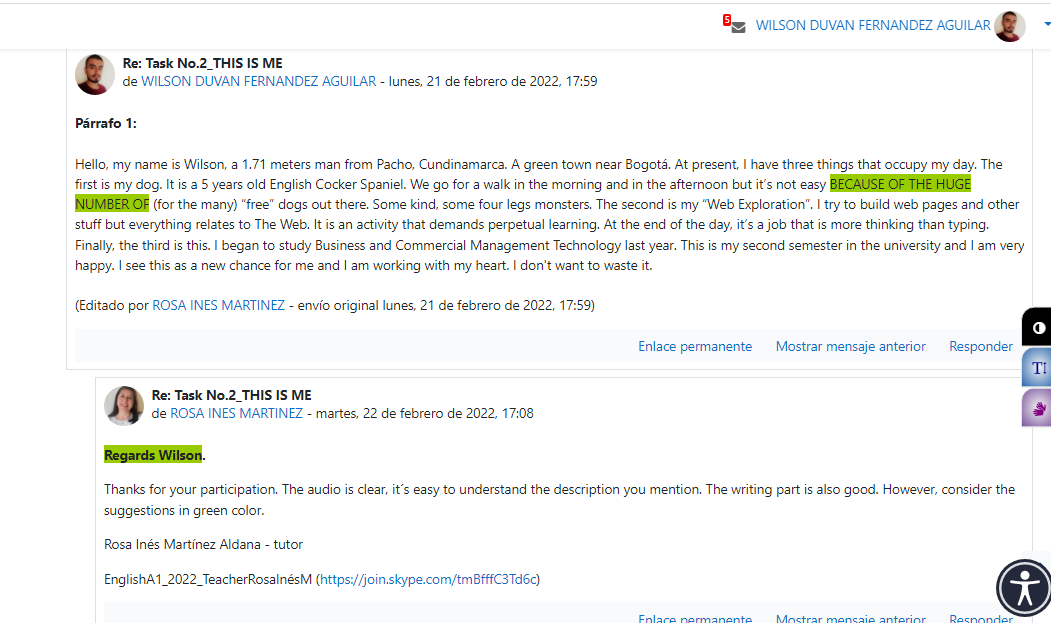 5
WILSON DUVAN FERNANDEZ AGUILAR
Re: Task No.2_THIS IS ME
de WILSON DUVAN FERNANDEZ AGUILAR - lunes, 21 de febrero de 2022, 17:59
Párrafo 1:
Hello, my name is Wilson, a 1.71 meters man from Pacho, Cundinamarca. A green town near Bogotá. At present, I have three things that occupy my day. The
first is my dog. It is a 5 years old English Cocker Spaniel. We go for a walk in the morning and in the afternoon but it’s not easy BECAUSE OF THE HUGE
NUMBER OF (for the many) “free” dogs out there. Some kind, some four legs monsters. The second is my “Web Exploration”. I try to build web pages and other
stuff but everything relates to The Web. It is an activity that demands perpetual learning. At the end of the day, it’s a job that is more thinking than typing.
Finally, the third is this. I began to study Business and Commercial Management Technology last year. This is my second semester in the university and I am very
happy. I see this as a new chance for me and I am working with my heart. I don't want to waste it.
(Editado por ROSA INES MARTINEZ - envío original lunes, 21 de febrero de 2022, 17:59)
Enlace permanente Mostrar mensaje anterior Responder
T
Re: Task No.2_THIS IS ME
de ROSA INES MARTINEZ - martes, 22 de febrero de 2022, 17:08
Regards Wilson.
Thanks for your participation. The audio is clear, it´s easy to understand the description you mention. The writing part is also good. However, consider the
suggestions in green color.
Rosa Inés Martínez Aldana - tutor
EnglishA1_2022_TeacherRosaInésM (https://join.skype.com/tmBfffC3Td6c)
Enlace permanente Mostrar mensaje anterior Responder